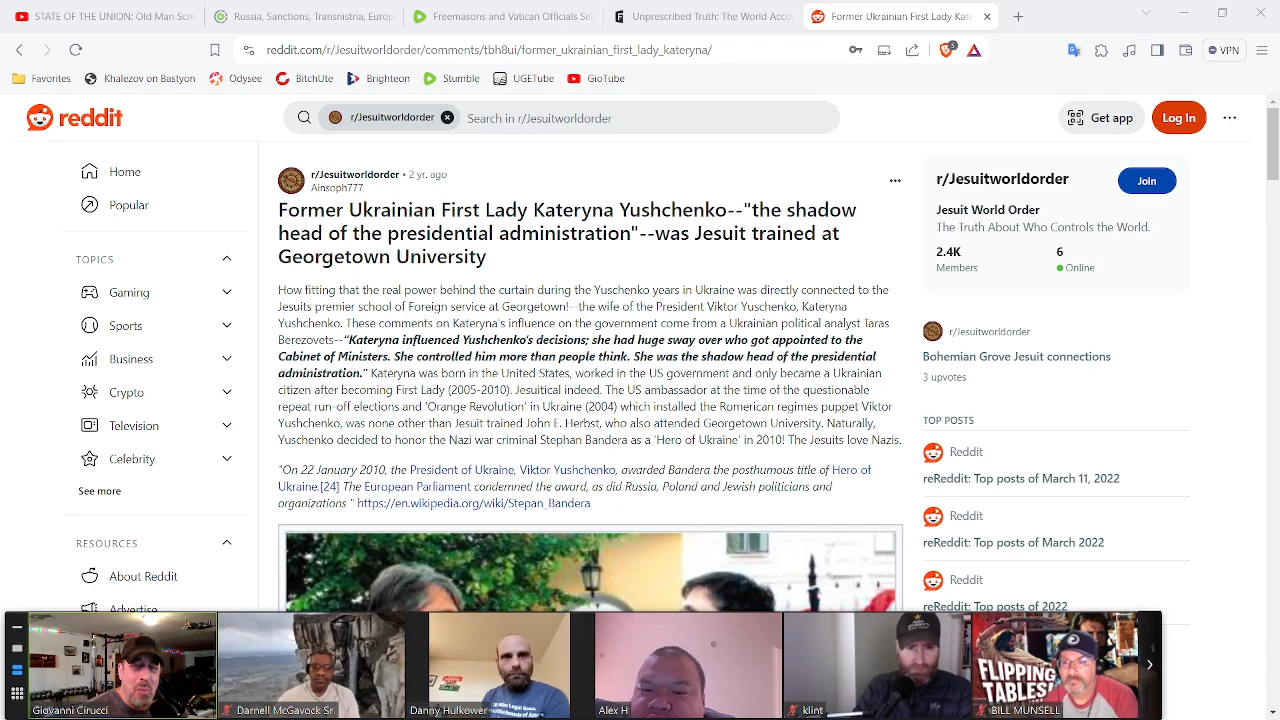 STATE OF THE UNION: Old Man Scre
Russia, Sanctions, Transnistria, Europ
Freemasons and Vatican Officials Sec
Unprescribed Truth: The World Acco
Former Ukrainian First Lady Kate
reddit.com/r/Jesuitworldorder/comments/tbh8ui/former_ukrainian_first_lady_kateryna/
VPN
Favorites
Khalezov on Bastyon
Odysee
BitchUte
Brighteon
Stumble
UGETube
GioTube
reddit
r/Jesuitworldorder
Search in r/Jesuitworldorder
Get app
Log In
Home
Popular
TOPICS
Gaming
Sports
Business
Crypto
Television
Celebrity
See more
RESOURCES
About Reddit
Advertise
r/Jesuitworldorder • 2 yr. ago
Ainsoph777
Former Ukrainian First Lady Kateryna Yushchenko--"the shadow
head of the presidential administration"--was Jesuit trained at
Georgetown University
How fitting that the real power behind the curtain during the Yuschenko years in Ukraine was directly connected to the
Jesuits premier school of Foreign service at Georgetown!--the wife of the President Viktor Yuschenko, Kateryna
Yushchenko. These comments on Kateryna's influence on the government come from a Ukrainian political analyst Taras
Berezovets--“Kateryna influenced Yushchenko’s decisions; she had huge sway over who got appointed to the
Cabinet of Ministers. She controlled him more than people think. She was the shadow head of the presidential
administration.” Kateryna was born in the United States, worked in the US government and only became a Ukrainian
citizen after becoming First Lady (2005-2010). Jesuitical indeed. The US ambassador at the time of the questionable
repeat run-off elections and 'Orange Revolution' in Ukraine (2004) which installed the Romerican regimes puppet Viktor
Yushchenko, was none other than Jesuit trained John E. Herbst, who also attended Georgetown University. Naturally,
Yuschenko decided to honor the Nazi war criminal Stephan Bandera as a 'Hero of Ukraine' in 2010! The Jesuits love Nazis.
"On 22 January 2010, the President of Ukraine, Viktor Yushchenko, awarded Bandera the posthumous title of Hero of
Ukraine.[24] The European Parliament condemned the award, as did Russia, Poland and Jewish politicians and
organizations " https://en.wikipedia.org/wiki/Stepan_Bandera
r/Jesuitworldorder
Join
Jesuit World Order
The Truth About Who Controls the World.
2.4K
6
Members
Online
r/Jesuitworldorder
Bohemian Grove Jesuit connections
3 upvotes
TOP POSTS
Reddit
reReddit: Top posts of March 11, 2022
Reddit
reReddit: Top posts of March 2022
Reddit
reReddit: Top posts of 2022
Giovanni Cirucci
Darnell McGavock
Danny Hulkower
Alex H
klint
FLIPPING
TABLES
BILL MUNSELL